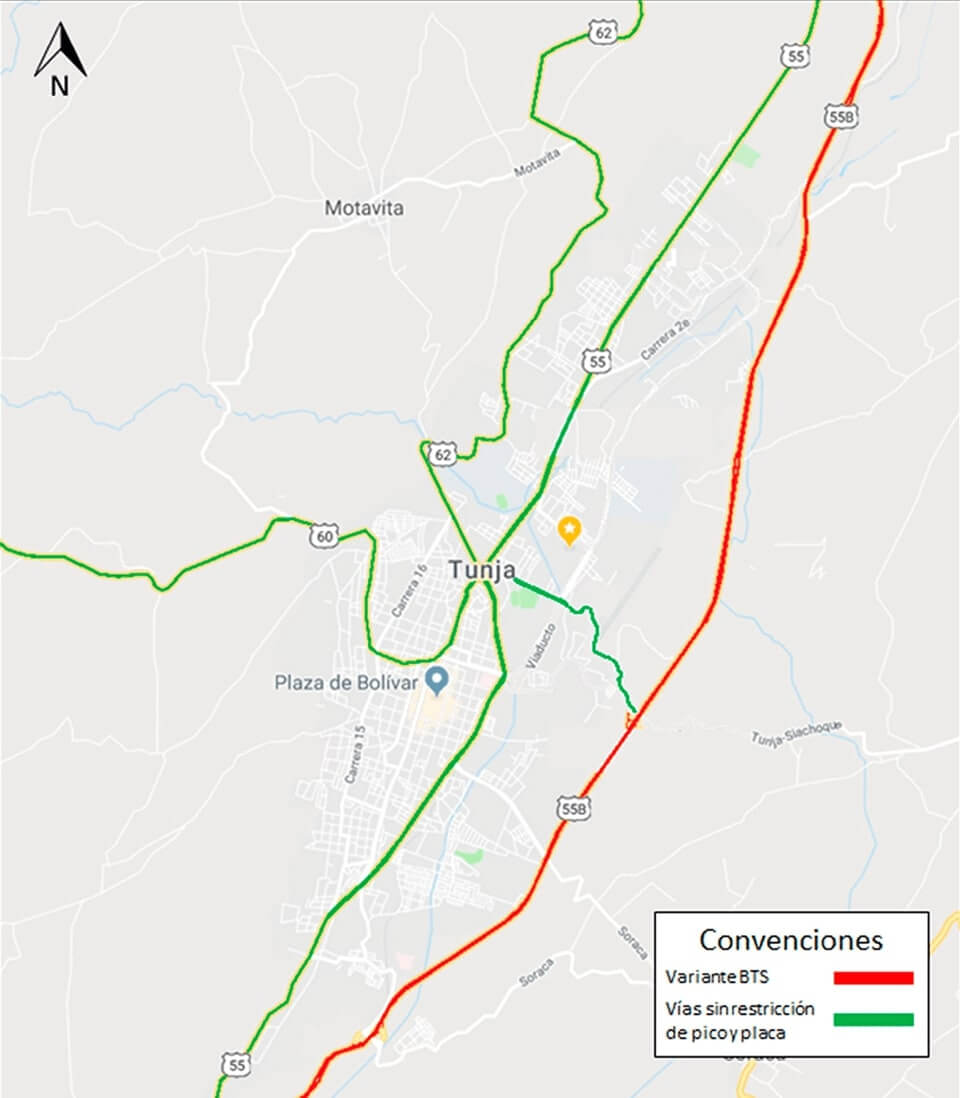 62
55
N
55B
Motavita
Motavita
Carrera 2e
55
62
60
Tunja
Carrera 16
Viaducto
Plaza de Bolívar
Tunja-Siachoque
Carrera 15
55B
Convenciones
Variante BTS
Vías sin restricción
de pico y placa
Soraca
Soraca
55